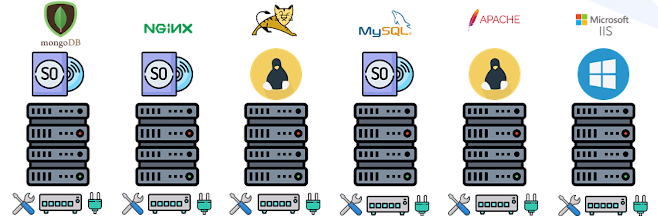 mongoDB
NGINX
MySQL
APACHE
Microsoft
IIS
SO
SO
SO